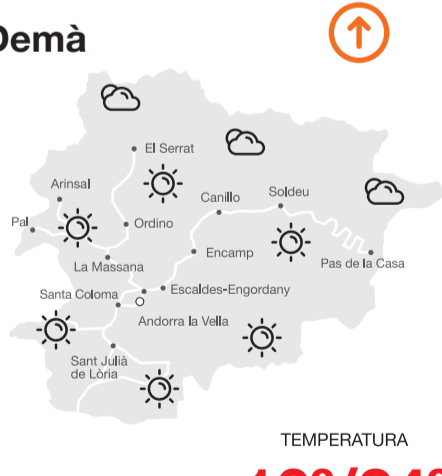 Demà
El Serrat
Arinsal
Canillo
Soldeu
Pal
Ordino
Encamp
Pas de la Casa
La Massana
Santa Coloma
Escaldes-Engordany
Andorra la Vella
Sant Julià
de Lòria
TEMPERATURA